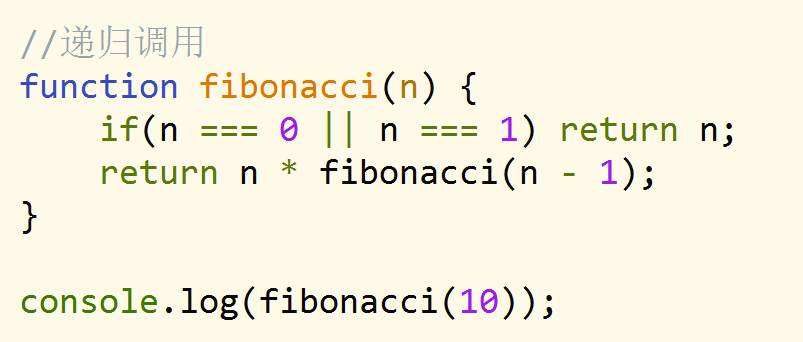 //递归调用
function fibonacci(n) {
    if(n === 0 || n === 1) return n;
    return n * fibonacci(n - 1);
}
console.log(fibonacci(10));